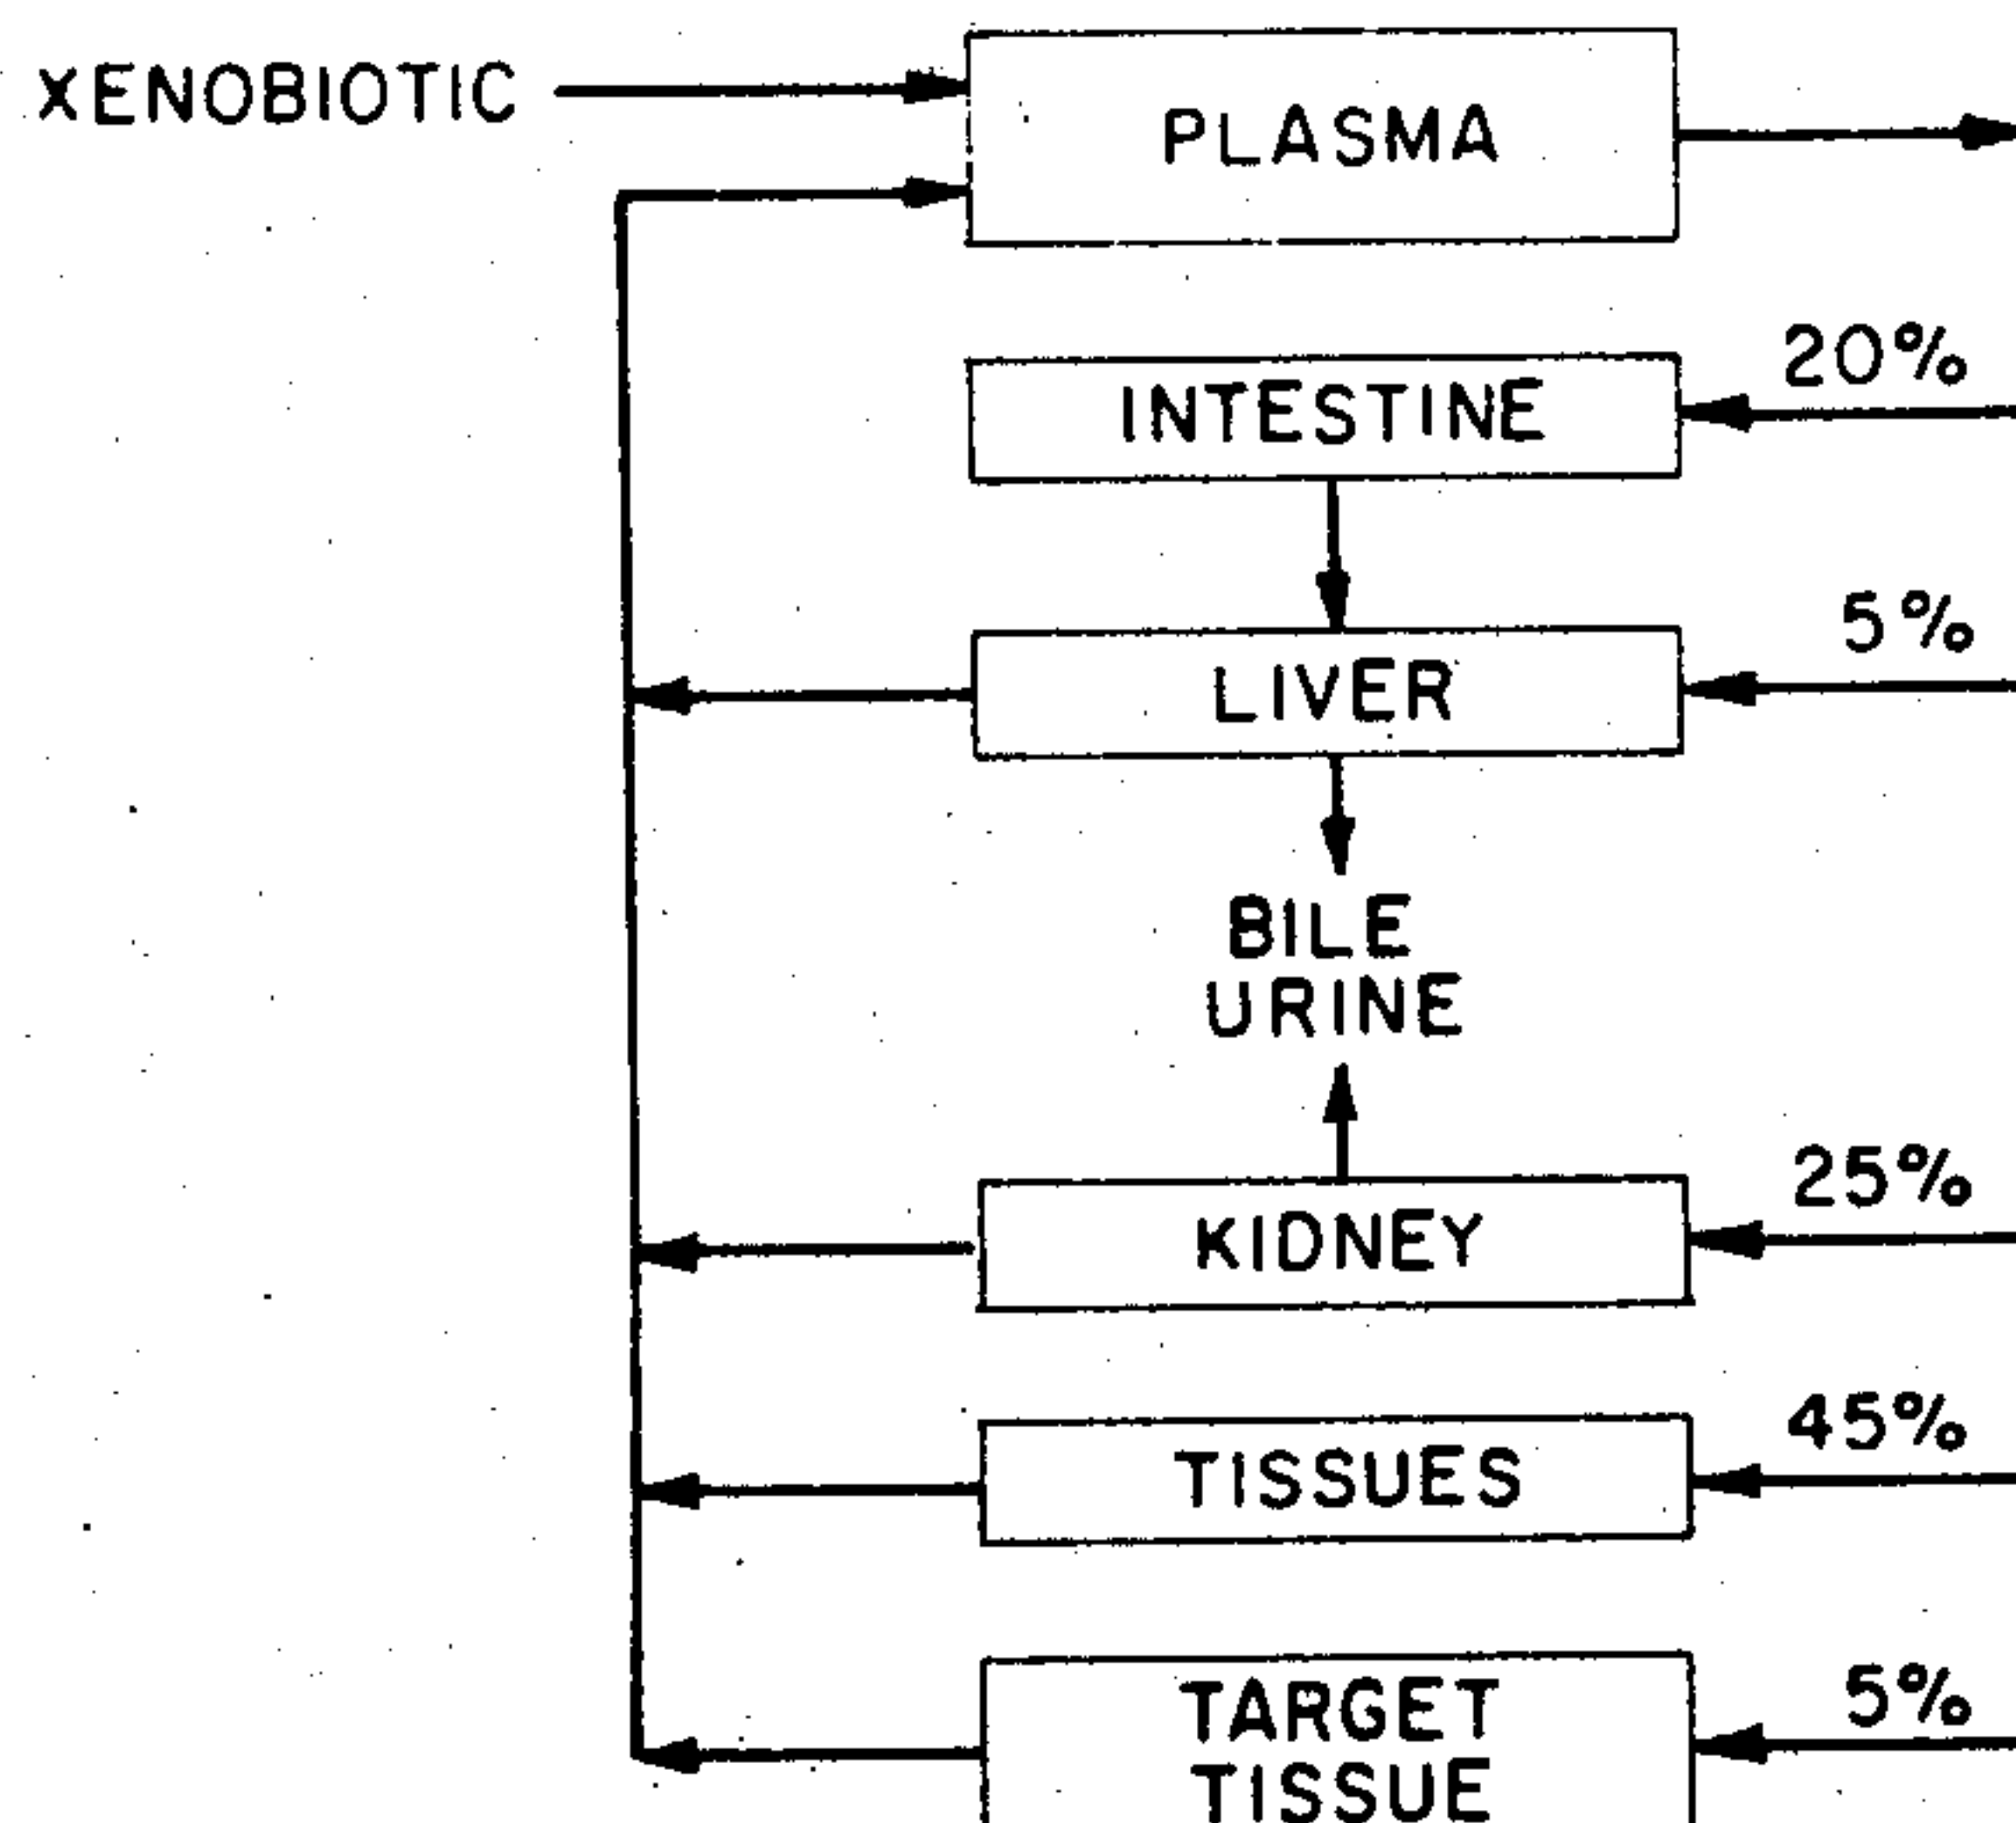 XENOBIOTIC
PLASMA
20%
INTESTINE
5%
LIVER
BILE
URINE
25%
KIDNEY
45%
TISSUES
5%
TARGET
TISSUE